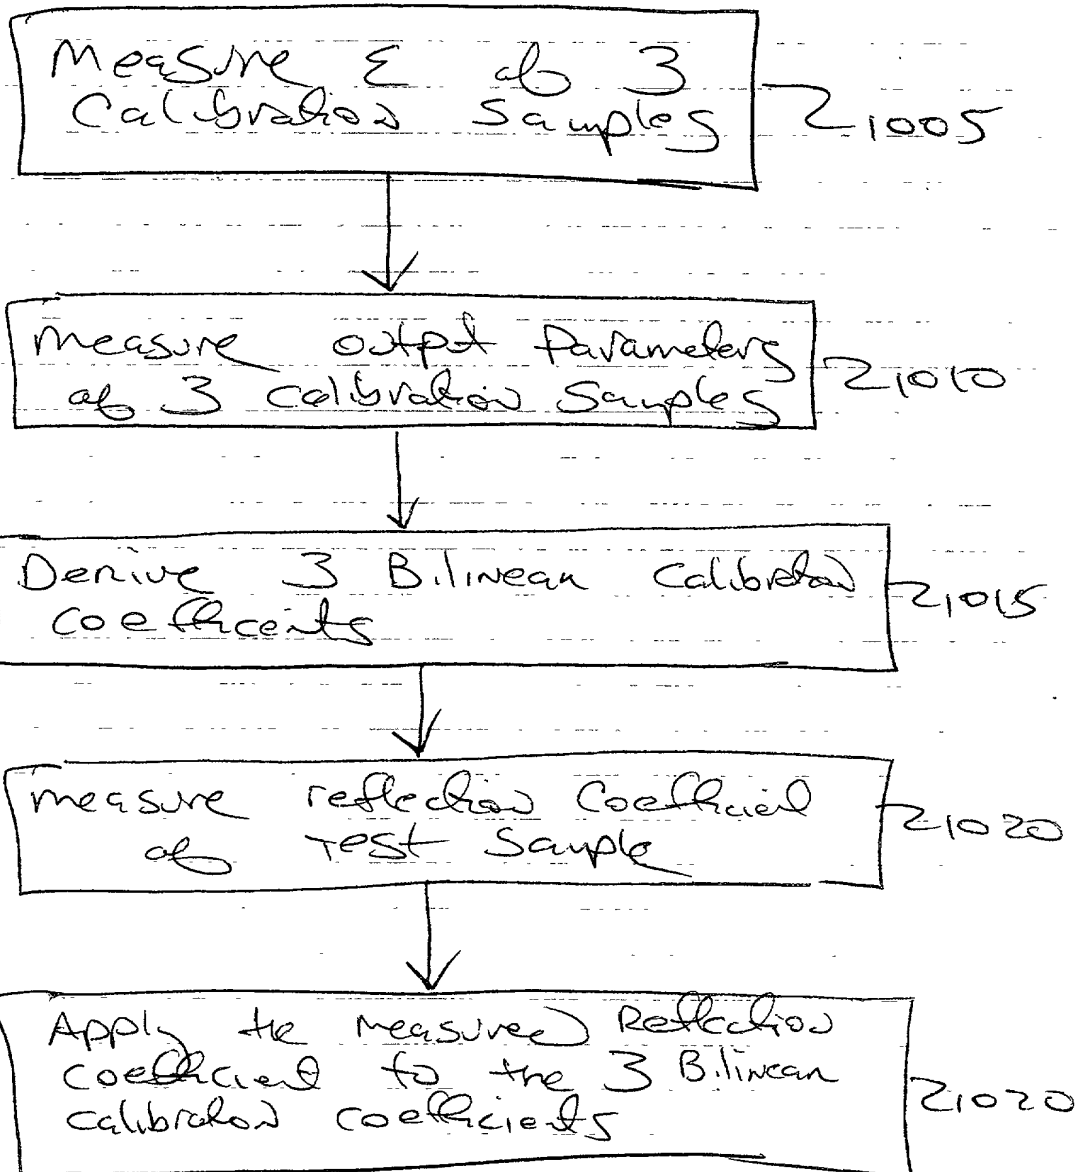 Measure ε of 3
Calibration Samples
1005
measure output Parameters
of 3 Calibration Samples
1010
Derive 3 Bilinear Calibration
coefficients
1015
measure reflection Coefficient
of Test Sample
1020
Apply the measured Reflection
coefficient to the 3 Bilinear
calibration coefficients
1020